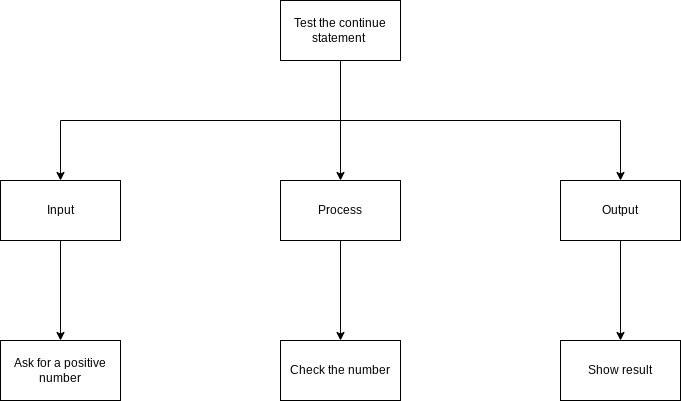 Test the continue
statement
Input
Process
Output
Ask for a positive
number
Check the number
Show result